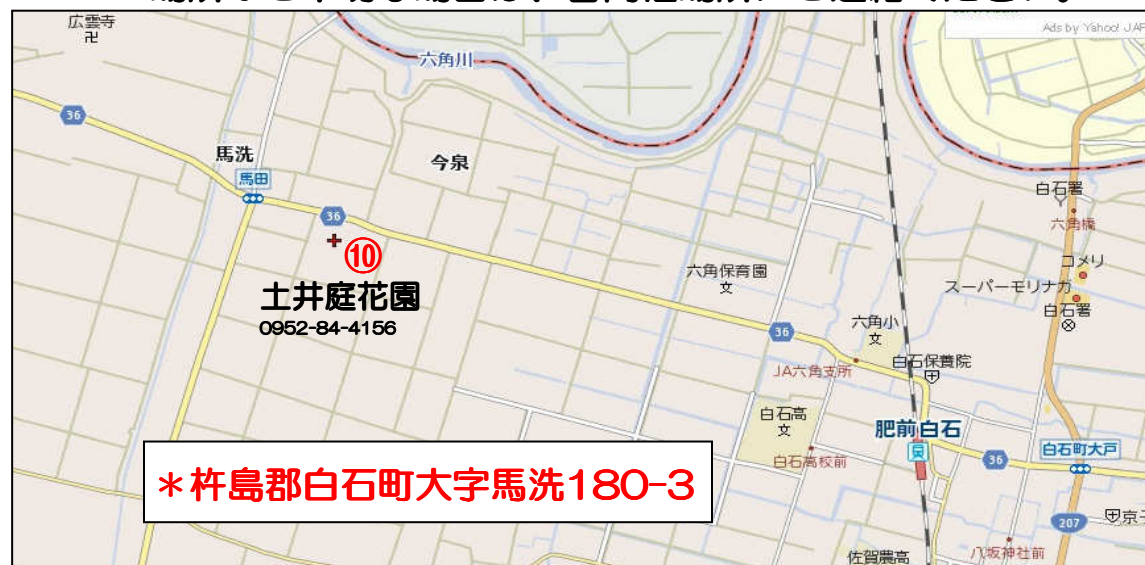 Ads by Yahoo! JAP
広雲寺
卍
六角川
36
馬洗
今泉
馬田
36
⑩
土井庭花園
0952-84-4156
白石署
六角橋
コメリ
スーパーモリナガ
白石署
六角保育園
文
36
六角小
文
JA六角支所
白石保養院
白石高
文
白石高校前
肥前白石
36
白石町大戸
207
八坂神社前
佐賀農高
＊杵島郡白石町大字馬洗180-3